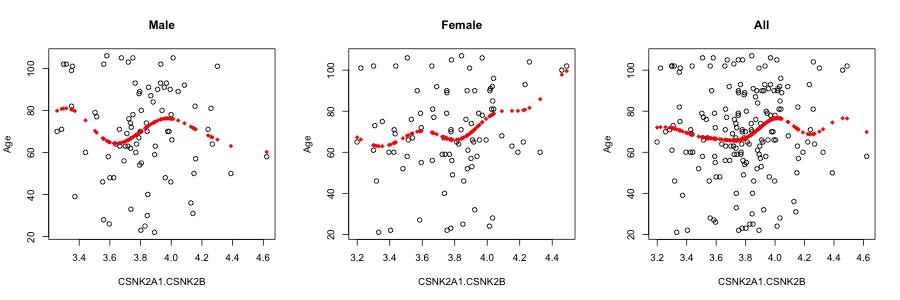 Male
Age
20 40 60 80 100
3.4 3.6 3.8 4.0 4.2 4.4 4.6
CSNK2A1.CSNK2B
Female
Age
20 40 60 80 100
3.2 3.4 3.6 3.8 4.0 4.2 4.4
CSNK2A1.CSNK2B
All
Age
20 40 60 80 100
3.2 3.4 3.6 3.8 4.0 4.2 4.4 4.6
CSNK2A1.CSNK2B